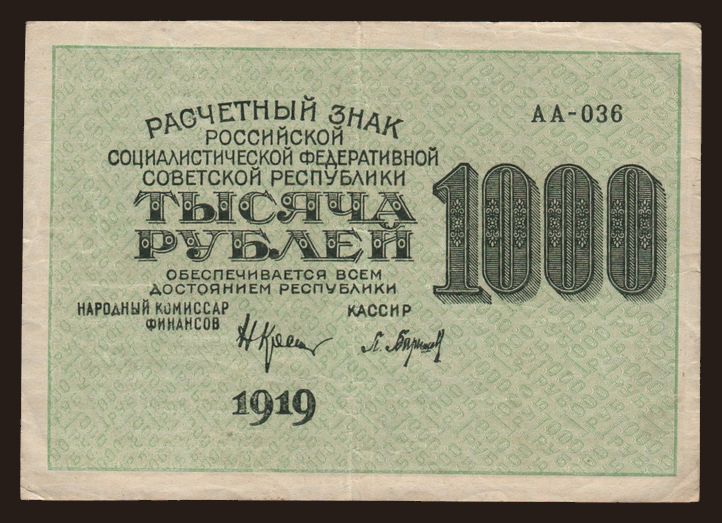 РАСЧЕТНЫЙ ЗНАК
РОССИЙСКОЙ
СОЦИАЛИСТИЧЕСКОЙ ФЕДЕРАТИВНОЙ
СОВЕТСКОЙ РЕСПУБЛИКИ
ТЫСЯЧА
РУБЛЕЙ
ОБЕСПЕЧИВАЕТСЯ ВСЕМ
ДОСТОЯНИЕМ РЕСПУБЛИКИ
АА-036
1000
НАРОДНЫЙ КОМИССАР
ФИНАНСОВ
КАССИР
1919